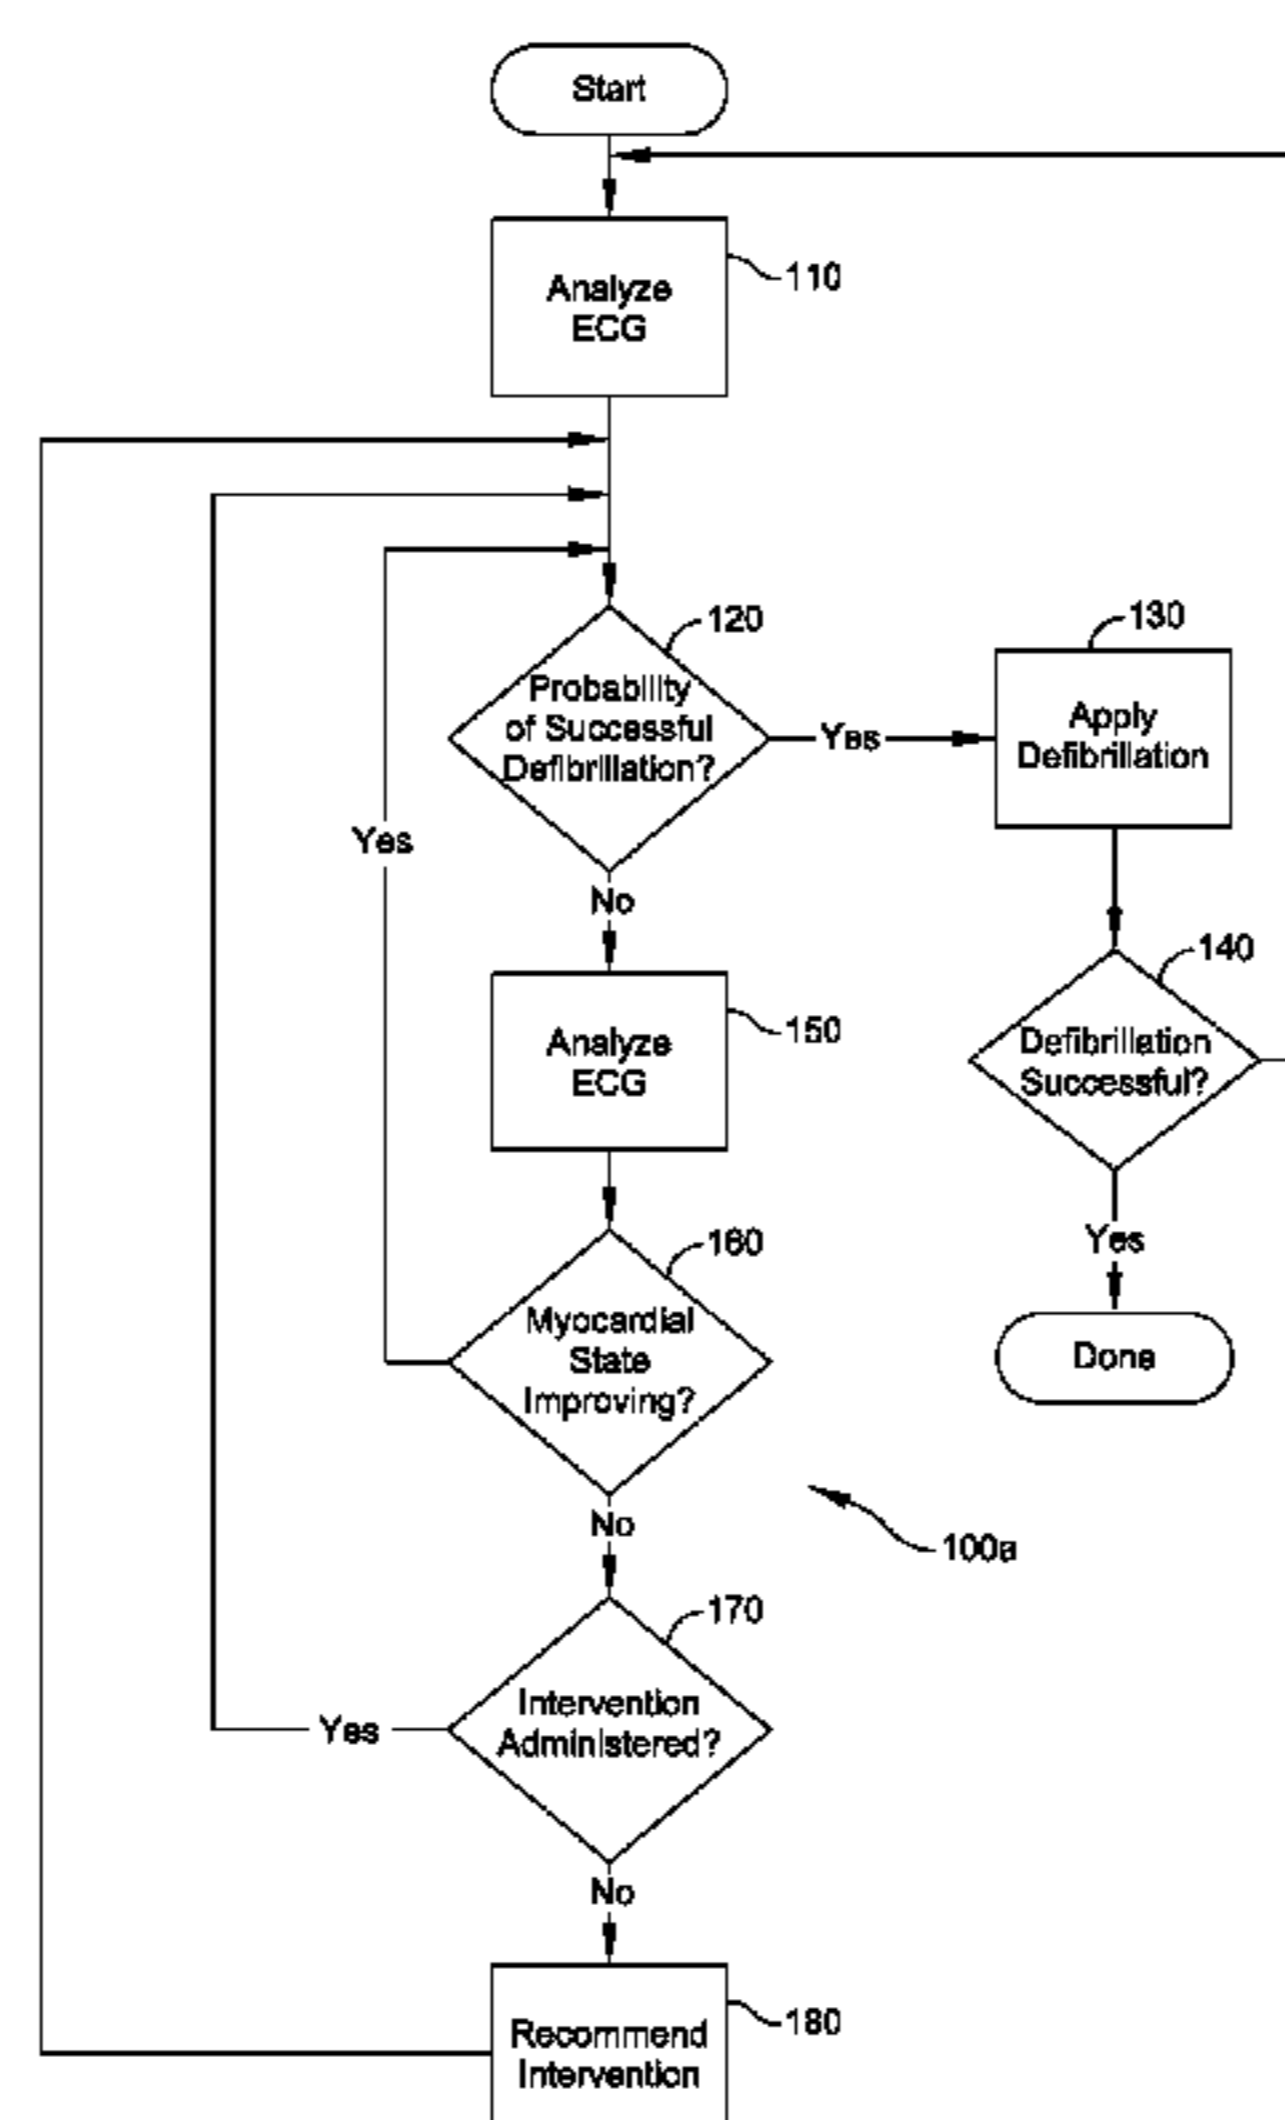 Start
Analyze
ECG
110
Probability
of Successful
Defibrillation?
120
Yes
Apply
Defibrillation
130
Yes
No
Defibrillation
Successful?
140
Analyze
ECG
150
Yes
Done
Myocardial
State
Improving?
160
No
100a
Intervention
Administered?
170
Yes
No
Recommend
Intervention
180